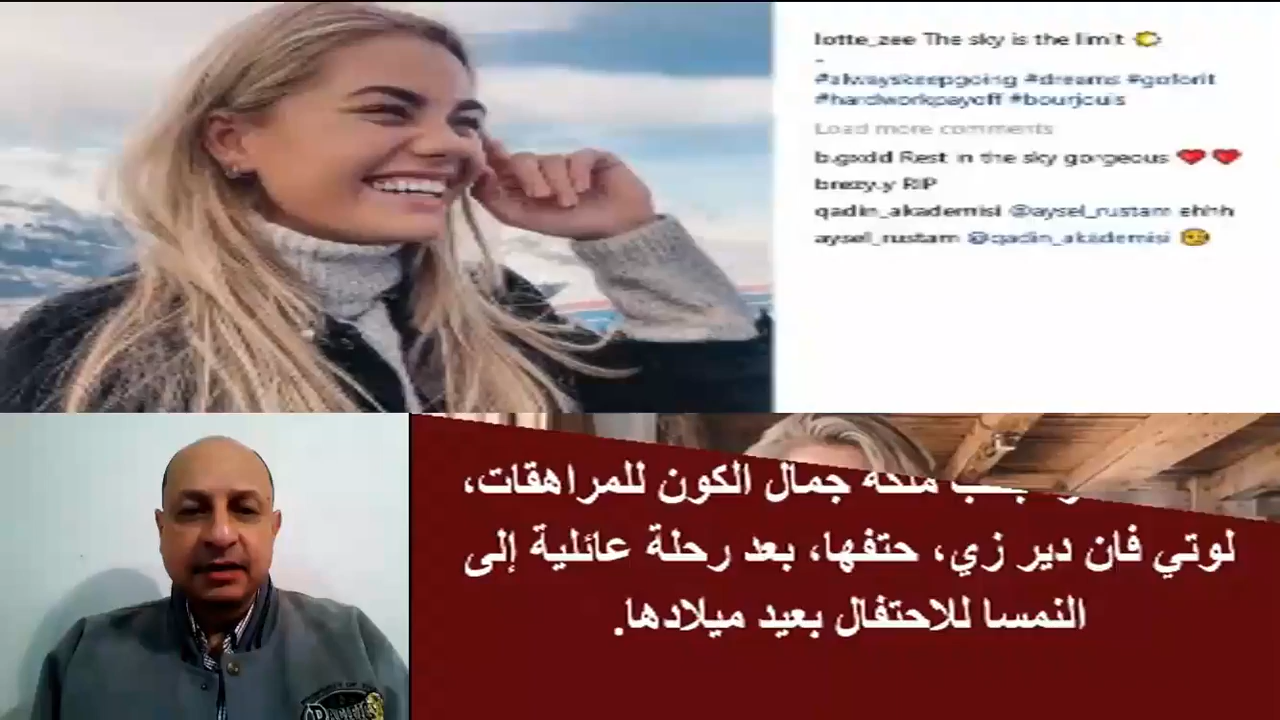 lotte_zee The sky is the limit
-
#alwayskeepgoing #dreams #goforit
#hardworkpayoff #bourjouis
Load more comments
b.gxdd Rest in the sky gorgeous
brezy.y RIP
qadin_akademisi @aysel_rustam ehhh
aysel_rustam @qadin_akademisi
ملكة جمال الكون للمراهقات،
لوتي فان دير زي، حتفها، بعد رحلة عائلية إلى
النمسا للاحتفال بعيد ميلادها.